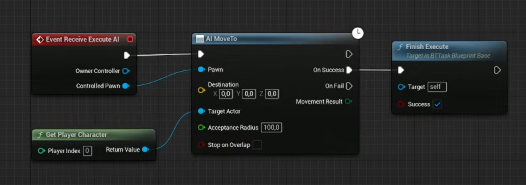 Event Receive Execute AI
Owner Controller
Controlled Pawn
f Get Player Character
Player Index 0
Return Value
AI MoveTo
Pawn
On Success
Destination
X 0,0 Y 0,0 Z 0,0
On Fail
Movement Result
Target Actor
Acceptance Radius 100,0
Stop on Overlap
f Finish Execute
Target is BTTask Blueprint Base
Target self
Success